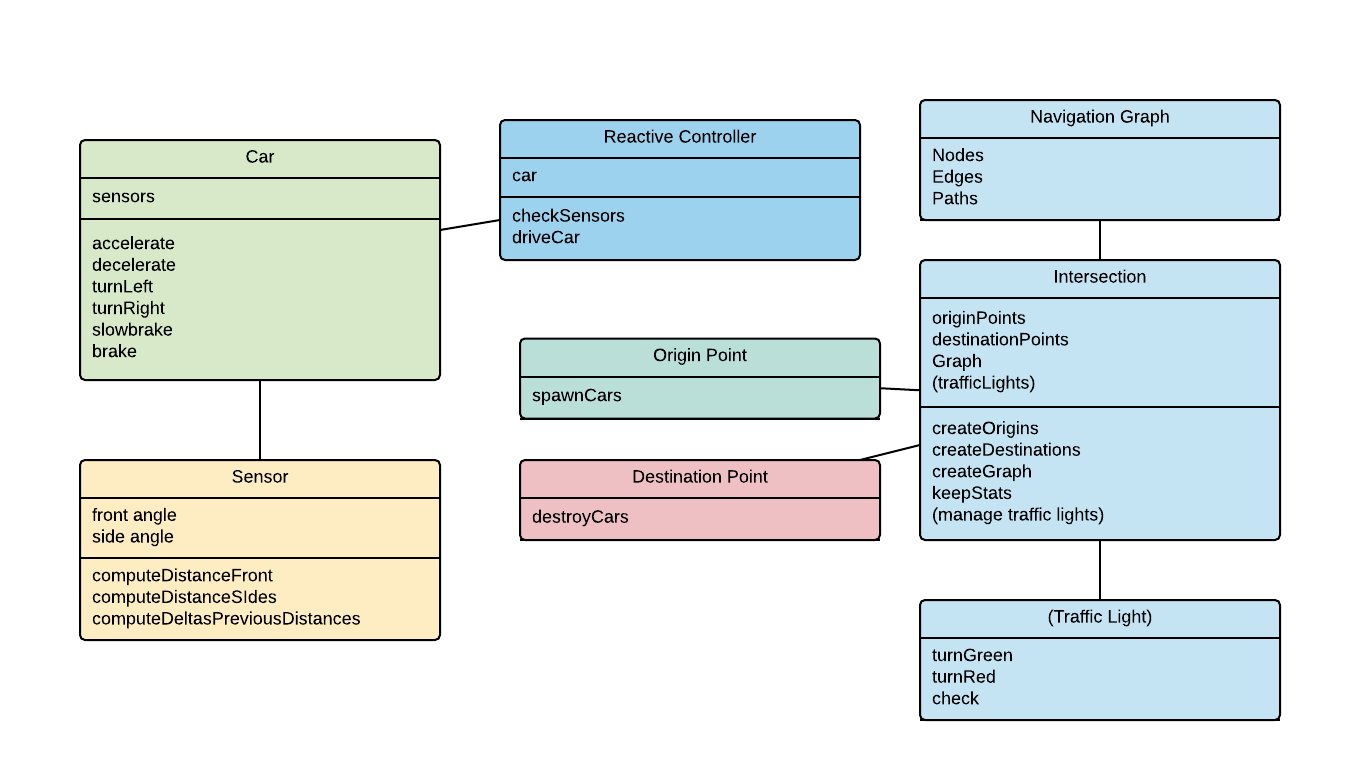 Car
sensors
accelerate
decelerate
turnLeft
turnRight
slowbrake
brake
Reactive Controller
car
checkSensors
driveCar
Navigation Graph
Nodes
Edges
Paths
Intersection
originPoints
destinationPoints
Graph
(trafficLights)
createOrigins
createDestinations
createGraph
keepStats
(manage traffic lights)
Origin Point
spawnCars
Destination Point
destroyCars
Sensor
front angle
side angle
computeDistanceFront
computeDistanceSIdes
computeDeltasPreviousDistances
(Traffic Light)
turnGreen
turnRed
check